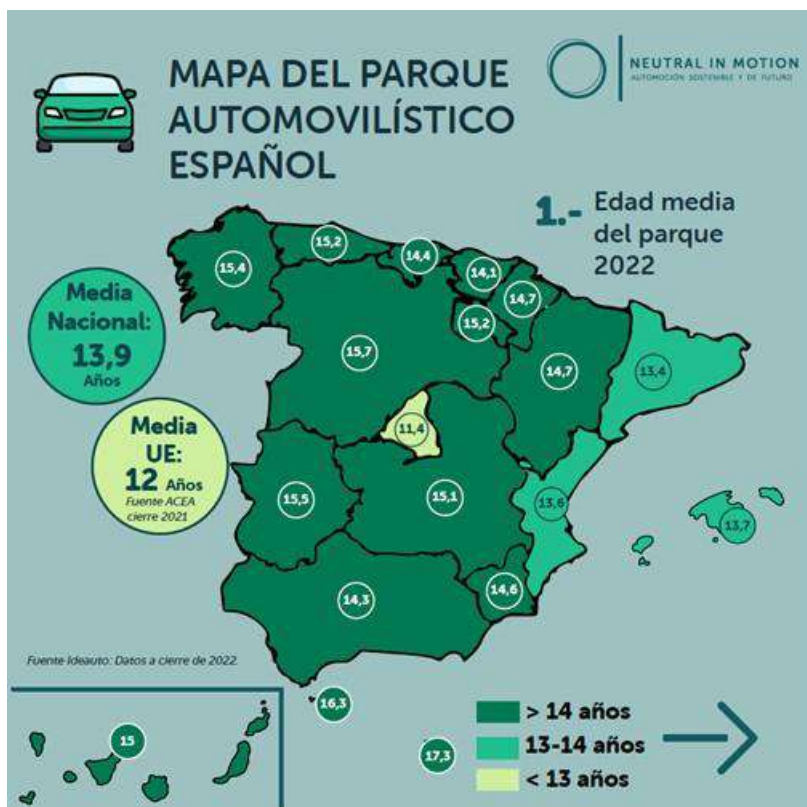 MAPA DEL PARQUE
AUTOMOVILÍSTICO
ESPAÑOL
NEUTRAL IN MOTION
AUTOMOCIÓN SOSTENIBLE Y DE FUTURO
1.- Edad media
del parque
2022
Media
Nacional:
13,9
Años
Media
UE:
12 Años
Fuente ACEA
cierre 2021
15,4
15,2
14,4
14,1
14,7
15,2
15,7
14,7
13,4
11,4
15,5
15,1
13,6
13,7
14,3
14,6
Fuente Ideauto: Datos a cierre de 2022.
16,3
15
17,3
> 14 años
13-14 años
< 13 años